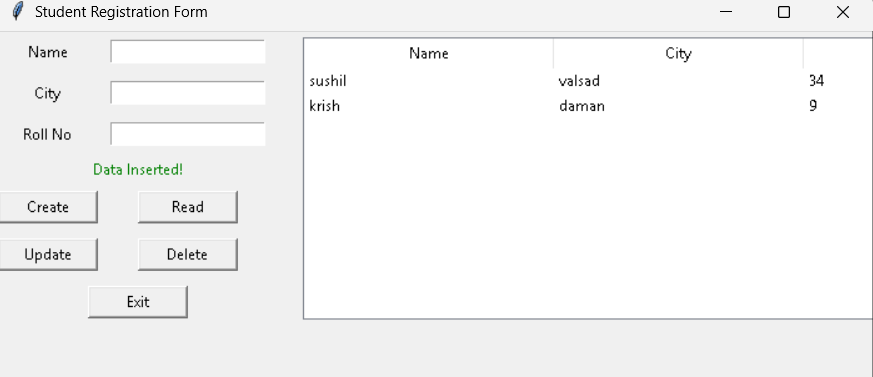 Student Registration Form
Name
City
Roll No
Data Inserted!
Create Read
Update Delete
Exit
Name City
sushil valsad 34
krish daman 9